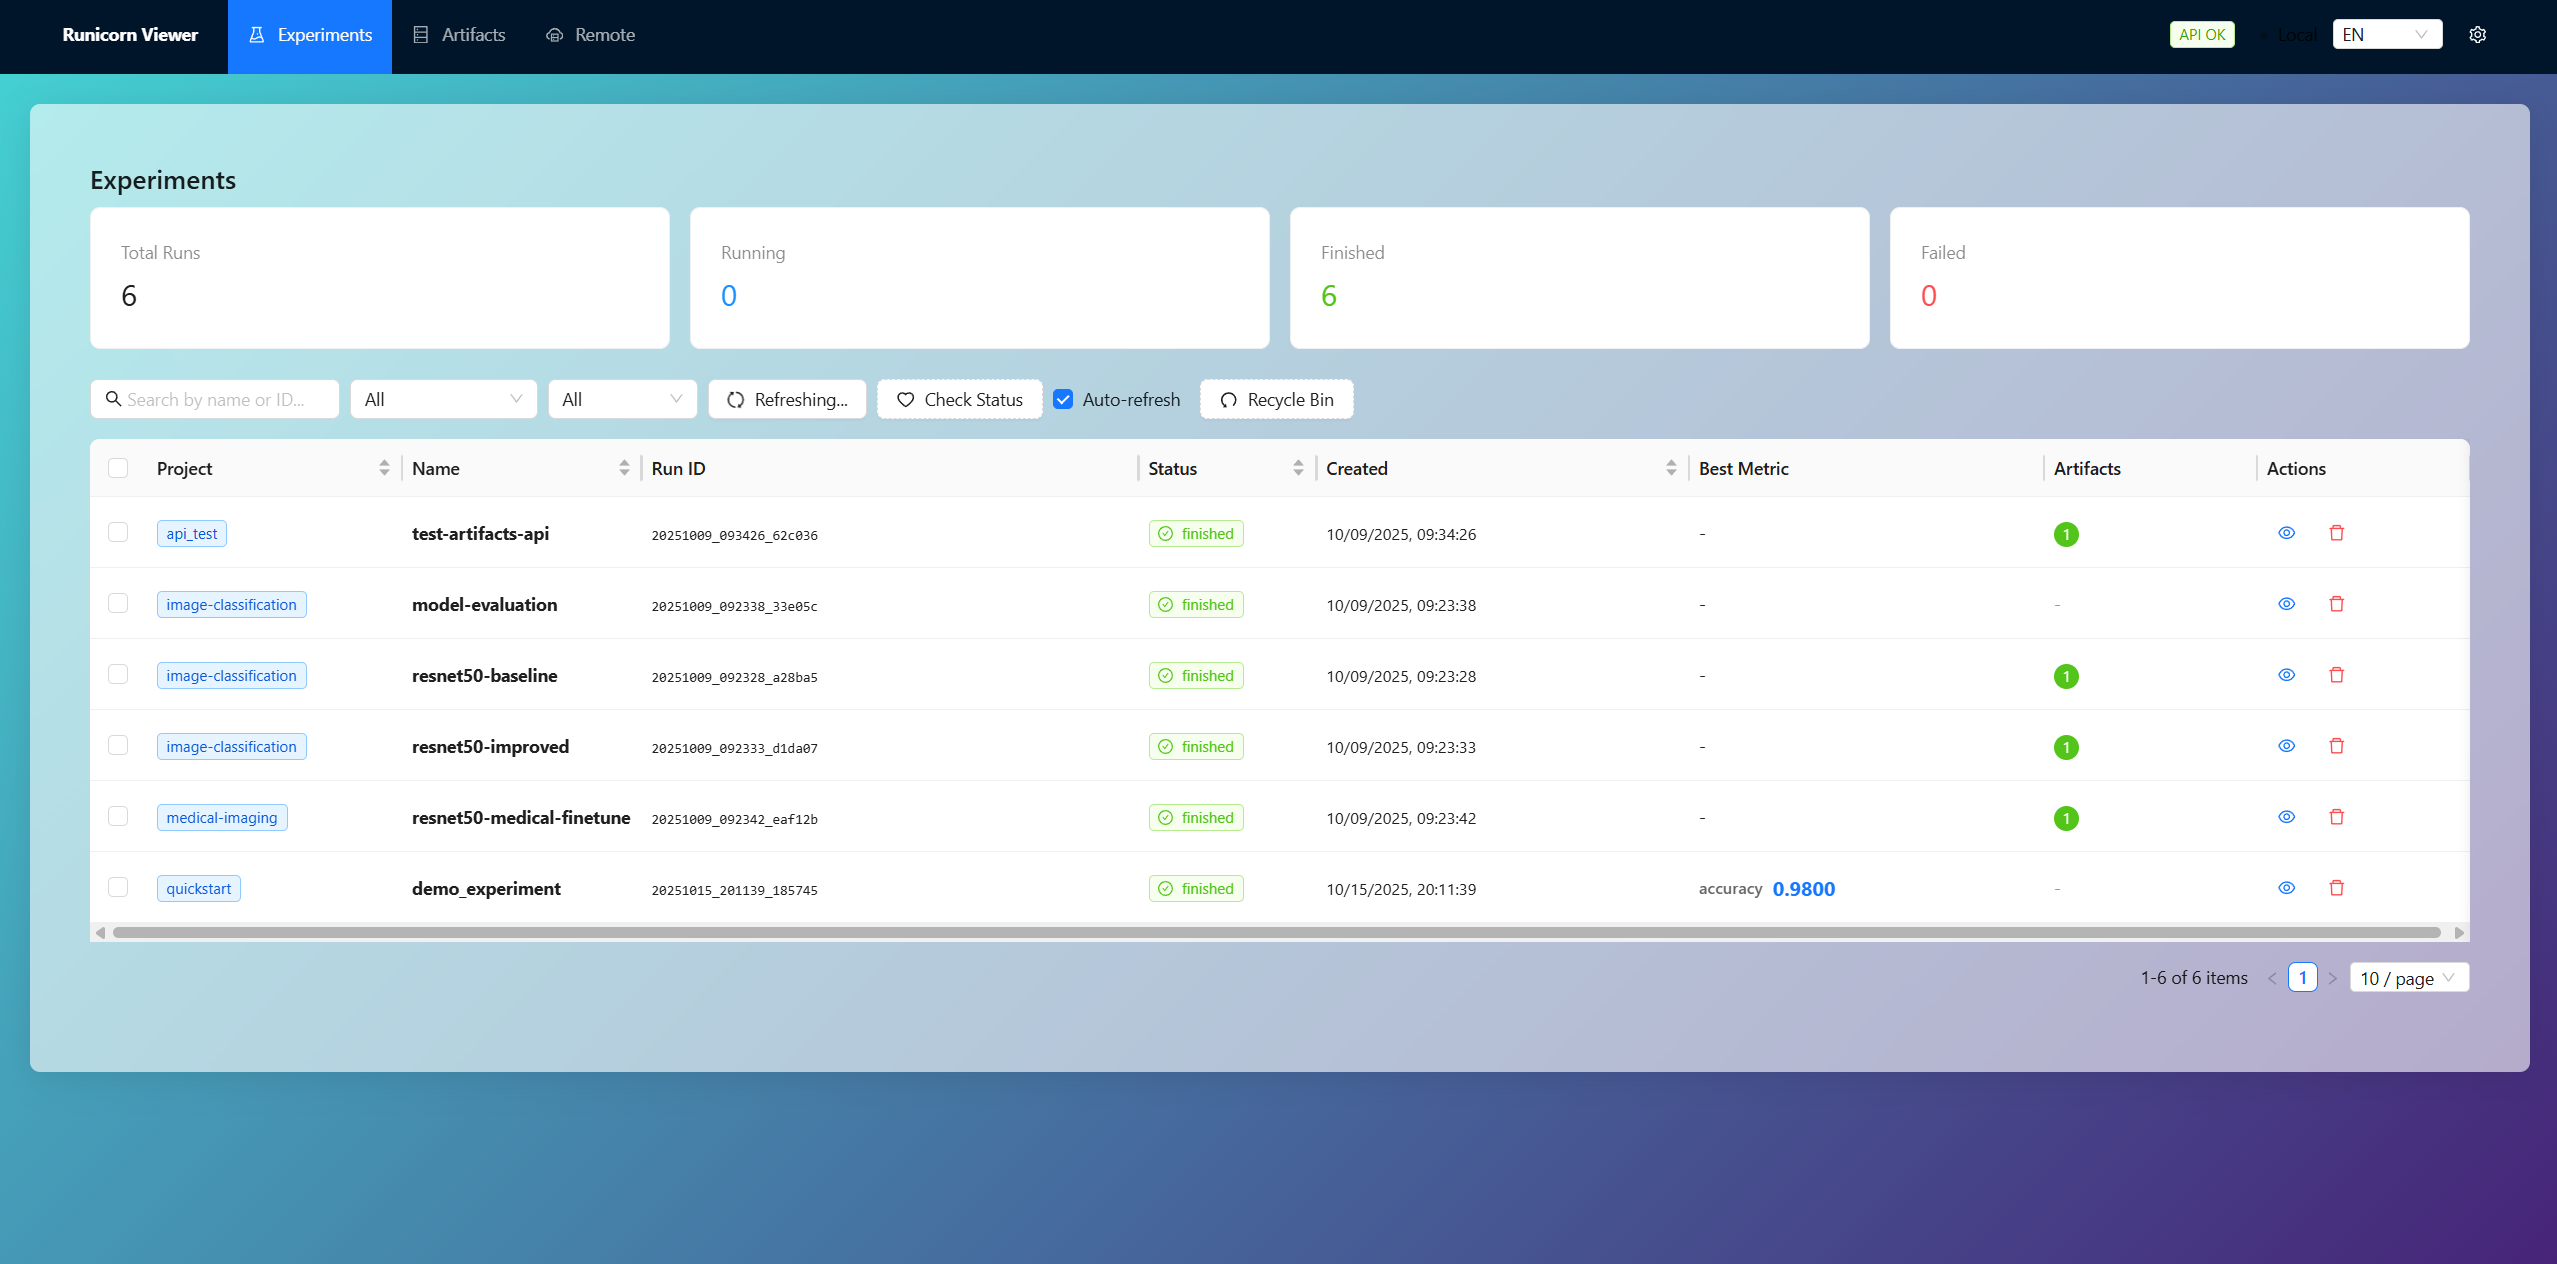 Runicorn Viewer Experiments Artifacts Remote API OK Local EN
Experiments
Total Runs Running Finished Failed
6 0 6 0
Search by name or ID... All All Refreshing... Check Status Auto-refresh Recycle Bin
Project Name Run ID Status Created Best Metric Artifacts Actions
api_test test-artifacts-api 20251009_093426_62c036 finished 10/09/2025, 09:34:26 - 1
image-classification model-evaluation 20251009_092338_33e05c finished 10/09/2025, 09:23:38 - -
image-classification resnet50-baseline 20251009_092328_a28ba5 finished 10/09/2025, 09:23:28 - 1
image-classification resnet50-improved 20251009_092333_d1da07 finished 10/09/2025, 09:23:33 - 1
medical-imaging resnet50-medical-finetune 20251009_092342_eaf12b finished 10/09/2025, 09:23:42 - 1
quickstart demo_experiment 20251015_201139_185745 finished 10/15/2025, 20:11:39 accuracy 0.9800 -
1-6 of 6 items < 1 > 10 / page